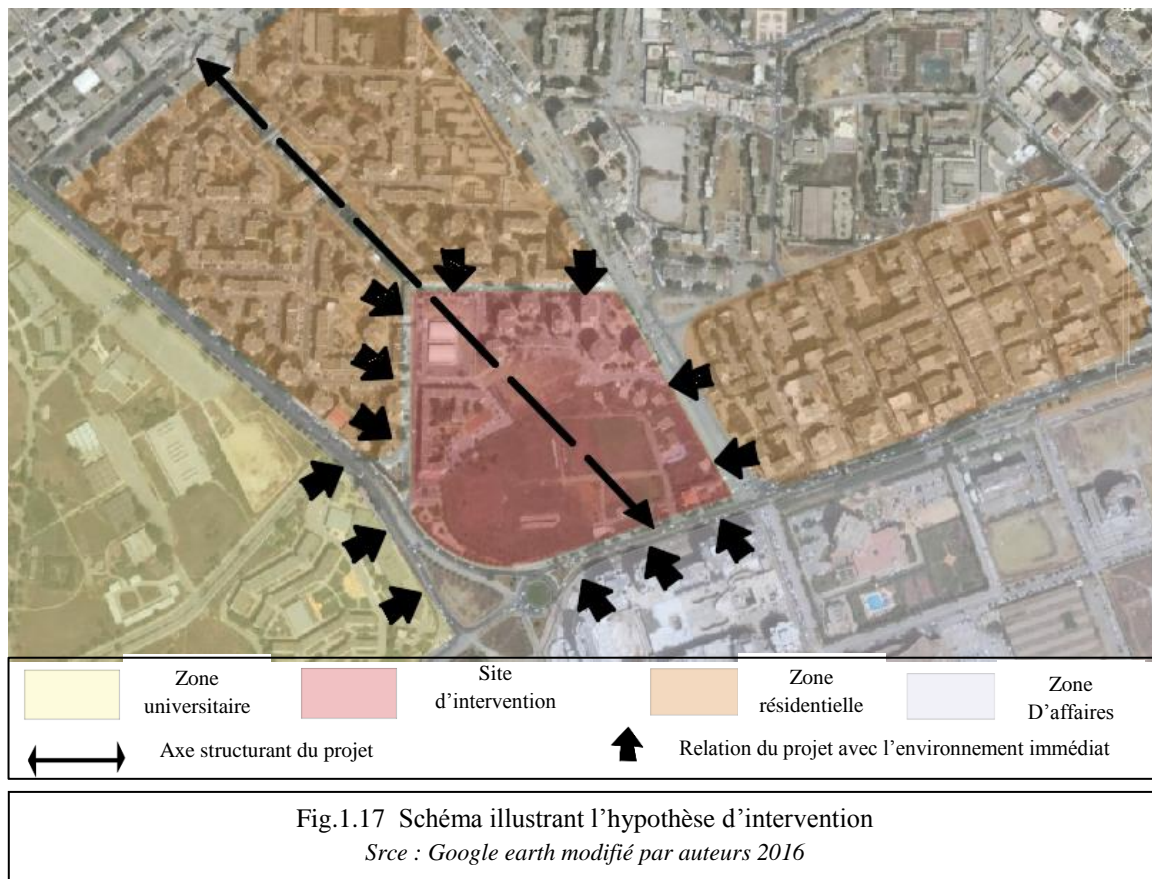 Zone
universitaire
Site
d’intervention
Zone
résidentielle
Zone
D’affaires
Axe structurant du projet
Relation du projet avec l’environnement immédiat
Fig.1.17 Schéma illustrant l’hypothèse d’intervention
Srce : Google earth modifié par auteurs 2016